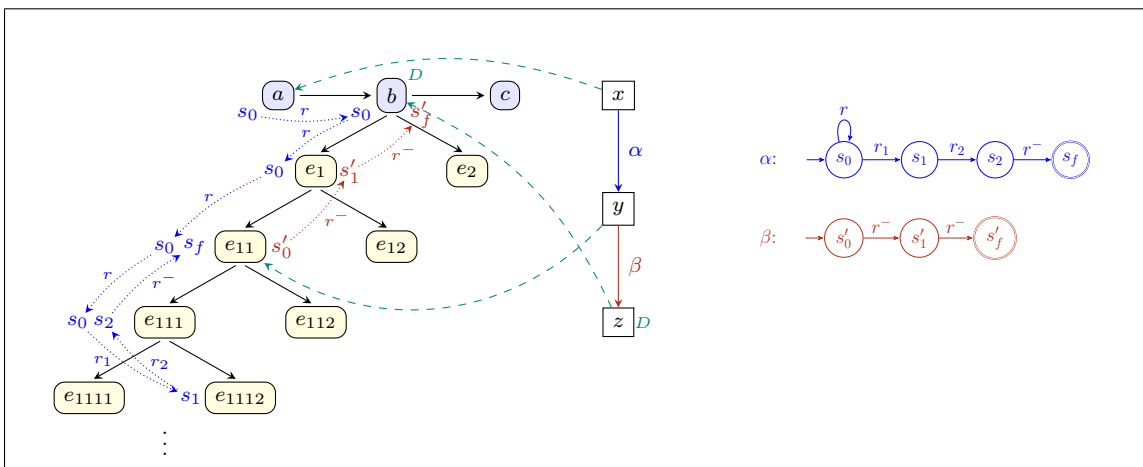 D
a b c x
s₀ r s₀ s′f
r r⁻ α r
s₀ e₁ s′₁ e₂ α: s₀ r₁ s₁ r₂ s₂ r⁻ sf
r r⁻ y
s₀ sf e₁₁ s′₀ e₁₂ β: s′₀ r⁻ s′₁ r⁻ s′f
r r⁻ β
s₀ s₂ e₁₁₁ e₁₁₂ z D
r₁ r₂
e₁₁₁₁ s₁ e₁₁₁₂
⋮